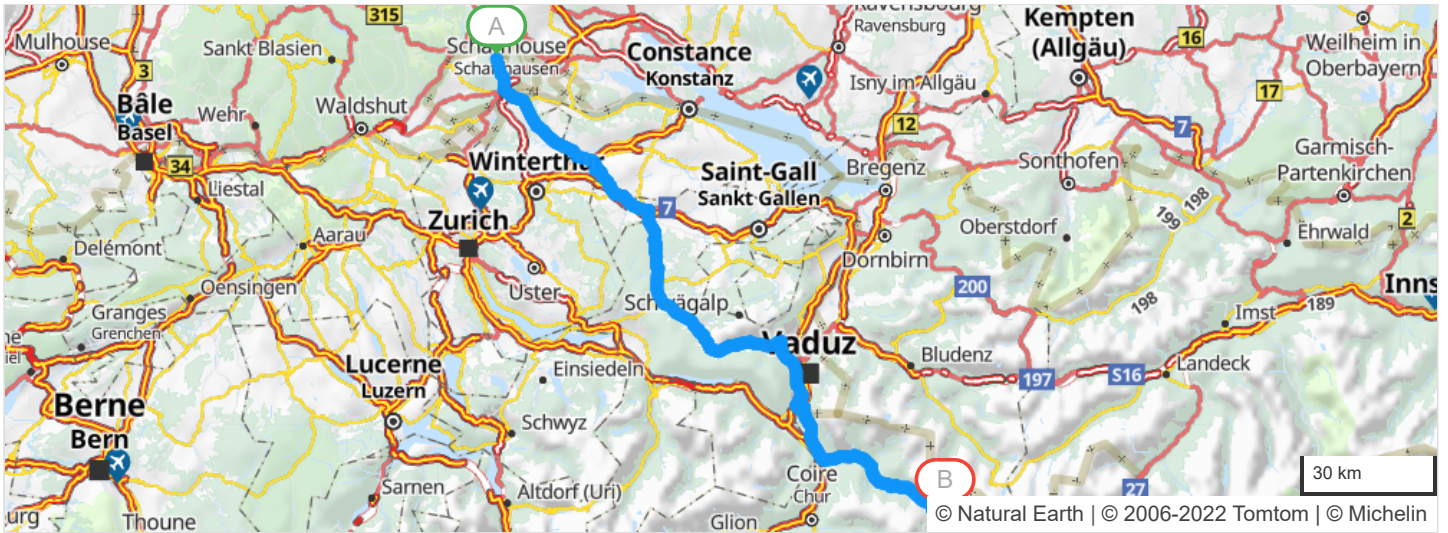 315
A
Ravensbourg
Ravensburg
Kempten
(Allgäu)
16
Weilheim in
Oberbayern
Mulhouse
Sankt Blasien
Schaffhouse
Schaffhausen
Constance
Konstanz
Isny im Allgäu
3
17
Bâle
Basel
Wehr
Waldshut
12
7
34
Winterthur
Saint-Gall
Sankt Gallen
Bregenz
Sonthofen
Garmisch-
Partenkirchen
Liestal
Zurich
7
198
199
2
Delémont
Aarau
Oberstdorf
Ehrwald
Dornbirn
Oensingen
Uster
Schwägalp
200
198
189
Inns
Granges
Grenchen
Imst
Vaduz
Bludenz
Landeck
Lucerne
Luzern
Einsiedeln
197
S16
Berne
Bern
Schwyz
Coire
Chur
B
30 km
Sarnen
Altdorf (Uri)
27
urg
Thoune
Glion
© Natural Earth | © 2006-2022 Tomtom | © Michelin